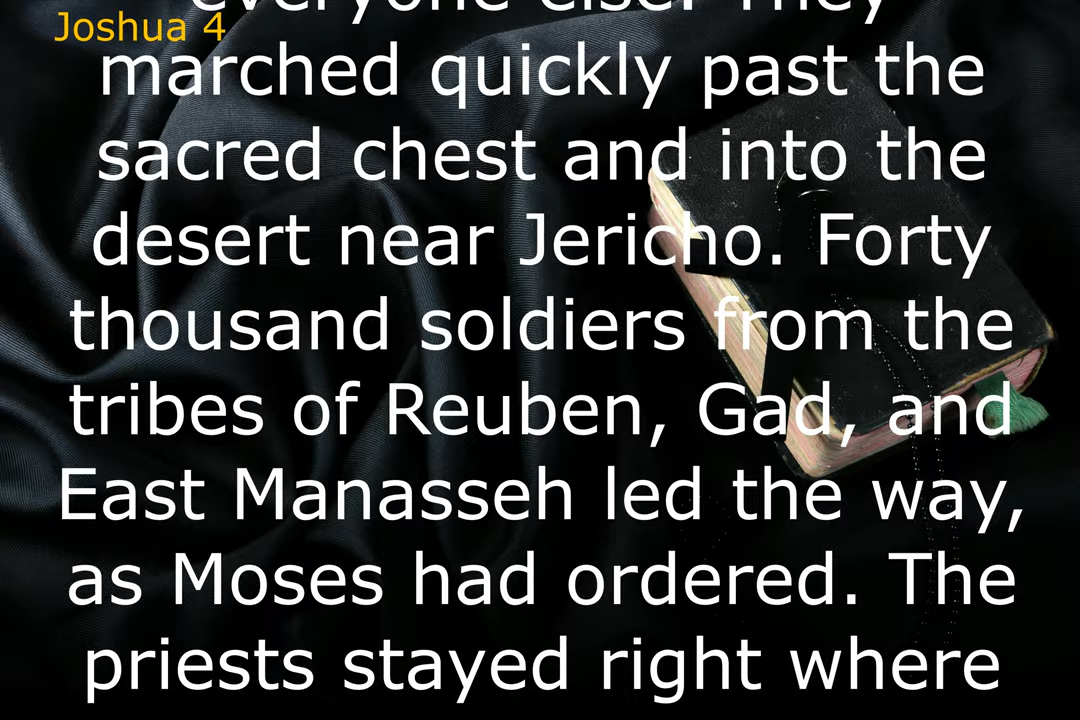 everyone else. They
Joshua 4
marched quickly past the
sacred chest and into the
desert near Jericho. Forty
thousand soldiers from the
tribes of Reuben, Gad, and
East Manasseh led the way,
as Moses had ordered. The
priests stayed right where